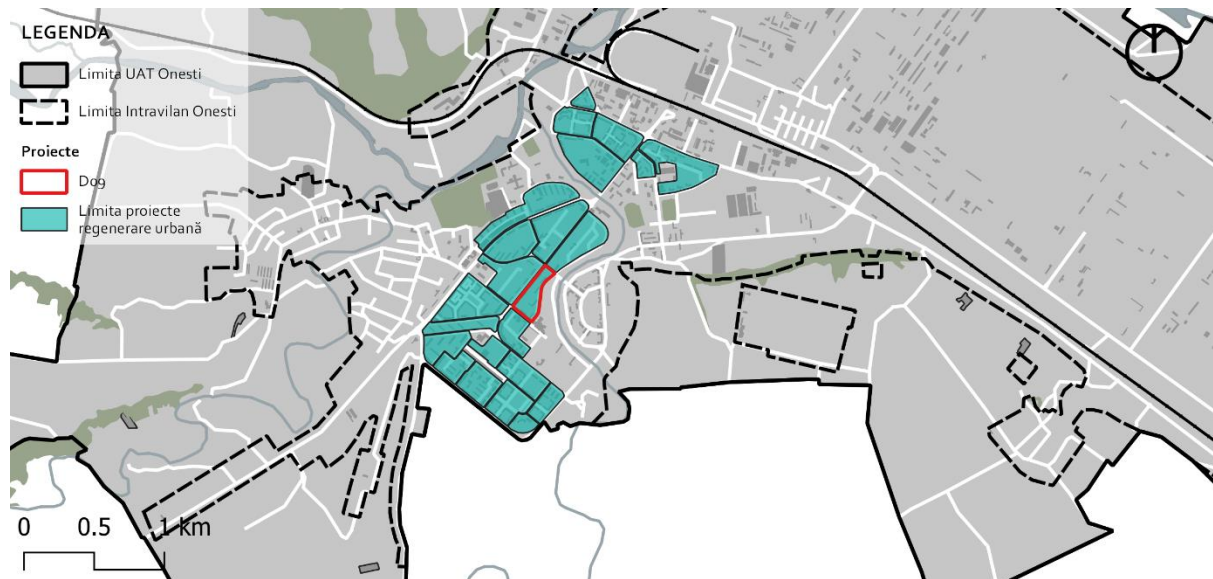 LEGENDA
Limita UAT Onesti
Limita Intravilan Onesti
Proiecte
D09
Limita proiecte
regenerare urbană
0 0.5 1 km